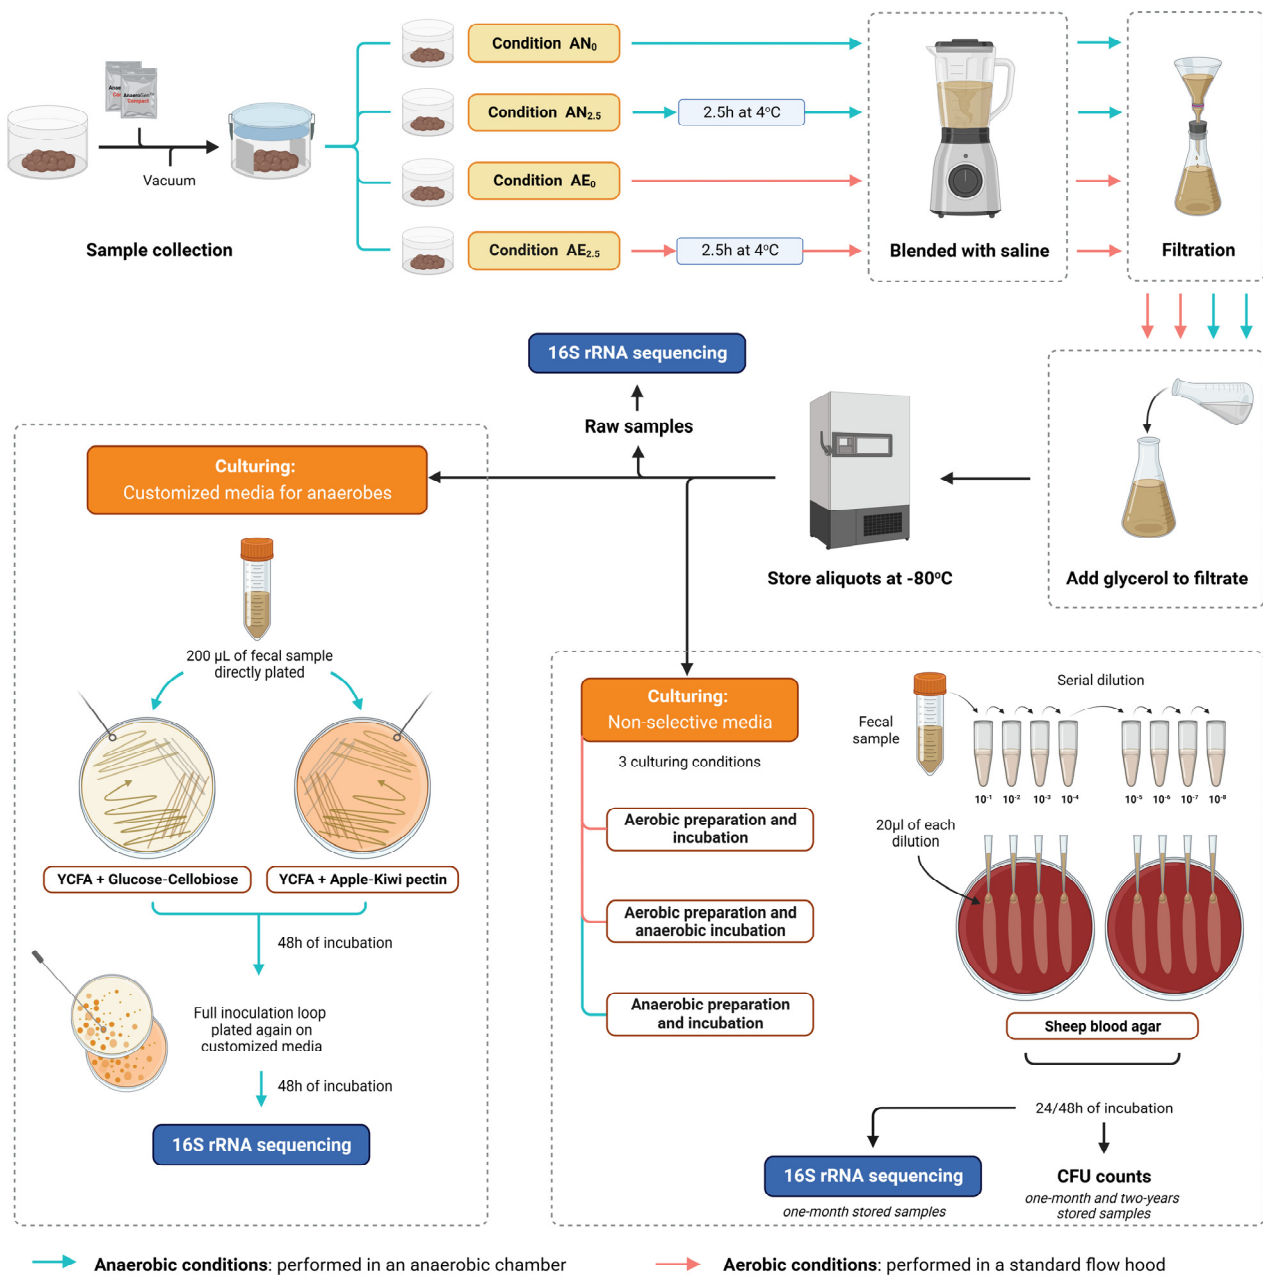 Condition AN0
Condition AN2.5
2.5h at 4°C
AnaeroGen™
Compact
Vacuum
Condition AE0
Condition AE2.5
2.5h at 4°C
Sample collection
Blended with saline
Filtration
16S rRNA sequencing
Raw samples
Culturing:
Customized media for anaerobes
Store aliquots at -80°C
Add glycerol to filtrate
200 µL of fecal sample
directly plated
YCFA + Glucose-Cellobiose
YCFA + Apple-Kiwi pectin
48h of incubation
Full inoculation loop
plated again on
customized media
48h of incubation
16S rRNA sequencing
Culturing:
Non-selective media
3 culturing conditions
Aerobic preparation and
incubation
Aerobic preparation and
anaerobic incubation
Anaerobic preparation
and incubation
Serial dilution
Fecal
sample
10-1 10-2 10-3 10-4 10-5 10-6 10-7 10-8
20µl of each
dilution
Sheep blood agar
24/48h of incubation
16S rRNA sequencing
one-month stored samples
CFU counts
one-month and two-years
stored samples
Anaerobic conditions: performed in an anaerobic chamber
Aerobic conditions: performed in a standard flow hood